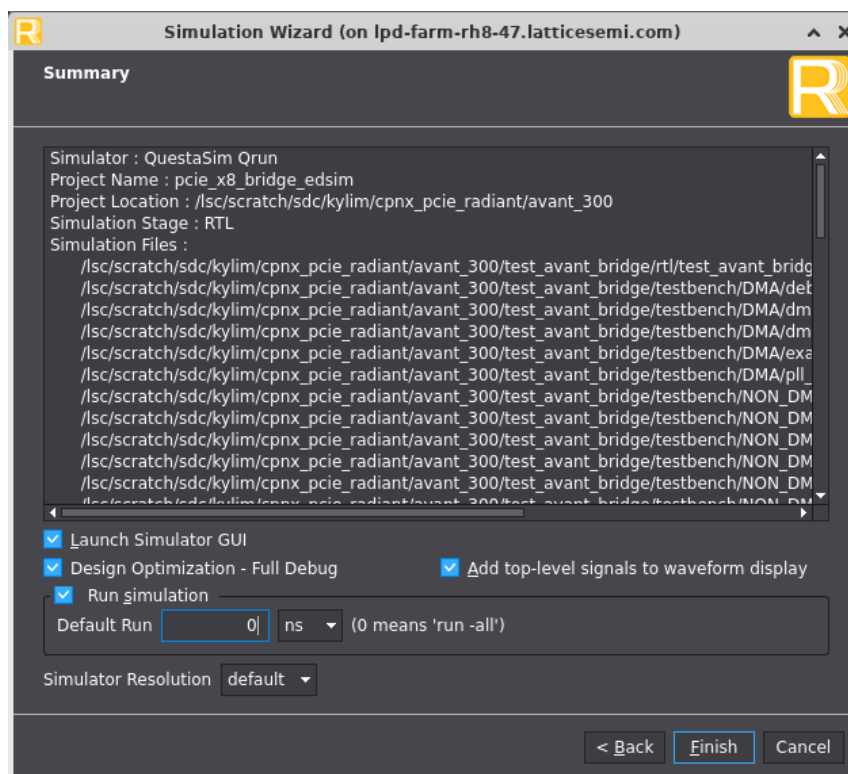 Simulation Wizard (on lpd-farm-rh8-47.latticesemi.com)
Summary
Simulator : QuestaSim Qrun
Project Name : pcie_x8_bridge_edsim
Project Location : /lsc/scratch/sdc/kylim/cpnx_pcie_radiant/avant_300
Simulation Stage : RTL
Simulation Files :
/lsc/scratch/sdc/kylim/cpnx_pcie_radiant/avant_300/test_avant_bridge/rtl/test_avant_bridg
/lsc/scratch/sdc/kylim/cpnx_pcie_radiant/avant_300/test_avant_bridge/testbench/DMA/deb
/lsc/scratch/sdc/kylim/cpnx_pcie_radiant/avant_300/test_avant_bridge/testbench/DMA/dm
/lsc/scratch/sdc/kylim/cpnx_pcie_radiant/avant_300/test_avant_bridge/testbench/DMA/dm
/lsc/scratch/sdc/kylim/cpnx_pcie_radiant/avant_300/test_avant_bridge/testbench/DMA/exa
/lsc/scratch/sdc/kylim/cpnx_pcie_radiant/avant_300/test_avant_bridge/testbench/DMA/pll_
/lsc/scratch/sdc/kylim/cpnx_pcie_radiant/avant_300/test_avant_bridge/testbench/NON_DM
/lsc/scratch/sdc/kylim/cpnx_pcie_radiant/avant_300/test_avant_bridge/testbench/NON_DM
/lsc/scratch/sdc/kylim/cpnx_pcie_radiant/avant_300/test_avant_bridge/testbench/NON_DM
/lsc/scratch/sdc/kylim/cpnx_pcie_radiant/avant_300/test_avant_bridge/testbench/NON_DM
/lsc/scratch/sdc/kylim/cpnx_pcie_radiant/avant_300/test_avant_bridge/testbench/NON_DM
Launch Simulator GUI
Design Optimization - Full Debug Add top-level signals to waveform display
Run simulation
Default Run 0 ns (0 means 'run -all')
Simulator Resolution default
< Back Finish Cancel